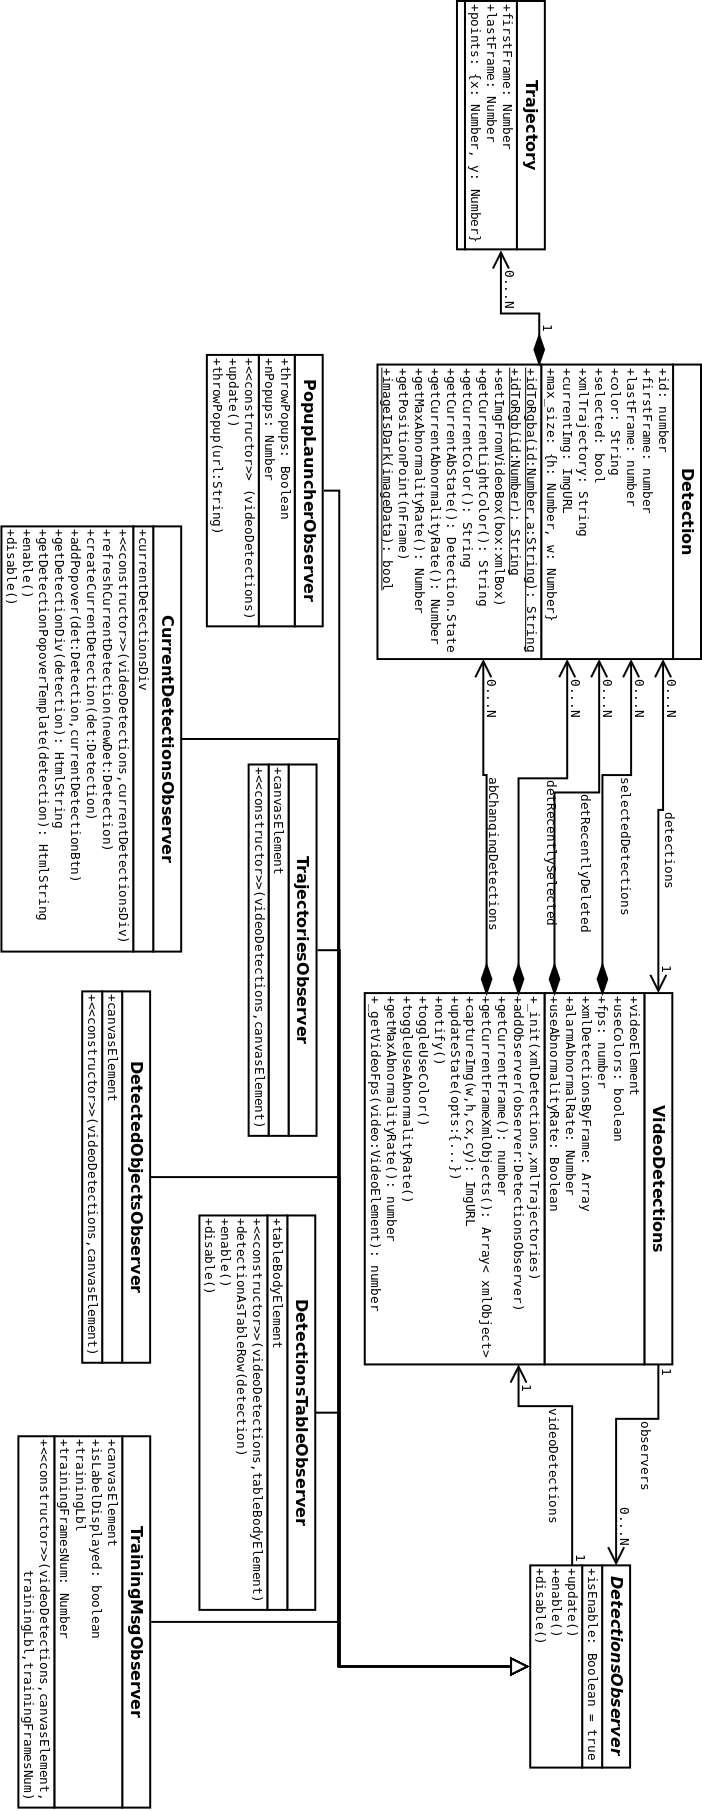 Trajectory
+firstFrame: Number
+lastFrame: Number
+points: {x: Number, y: Number}
0...N
1
Detection
+id: number
+firstFrame: number
+lastFrame: number
+color: String
+selected: bool
+xmlTrajectory: String
+currentImg: ImgURL
+max_size: {h: Number, w: Number}
+idToRgba(id:Number,a:String): String
+idToRgb(id:Number): String
+setImgFromVideoBox(box:xmlBox)
+getCurrentLightColor(): String
+getCurrentColor(): String
+getCurrentAbState(): Detection.State
+getCurrentAbnormalityRate(): Number
+getMaxAbnormalityRate(): Number
+getPositionPoint(nFrame)
+imageIsDark(imageData): bool
0...N
detections
1
0...N
selectedDetections
0...N
detRecentlyDeleted
0...N
detRecentlySelected
0...N
abChangingDetections
VideoDetections
+videoElement
+useColors: boolean
+fps: number
+xmlDetectionsByFrame: Array
+alarmAbnormalRate: Number
+useAbnormalityRate: Boolean
+_init(xmlDetections,xmlTrajectories)
+addObserver(observer:DetectionsObserver)
+getCurrentFrame(): number
+getCurrentFrameXmlObjects(): Array< xmlObject>
+captureImg(w,h,cx,cy): ImgURL
+updateState(opts:{...})
+notify()
+toggleUseColor()
+toggleUseAbnormalityRate()
+getMaxAbnormalityRate(): number
+_getVideoFps(video:VideoElement): number
1
observers
0...N
1
videoDetections
1
DetectionsObserver
+isEnable: Boolean = true
+update()
+enable()
+disable()
PopupLauncherObserver
+throwPopups: Boolean
+nPopups: Number
+<<constructor>> (videoDetections)
+update()
+throwPopup(url:String)
CurrentDetectionsObserver
+currentDetectionsDiv
+<<constructor>>(videoDetections,currentDetectionsDiv)
+refreshCurrentDetection(newDet:Detection)
+createCurrentDetection(det:Detection)
+addPopover(det:Detection,currentDetectionBtn)
+getDetectionDiv(detection): HtmlString
+getDetectionPopoverTemplate(detection): HtmlString
+enable()
+disable()
TrajectoriesObserver
+canvasElement
+<<constructor>>(videoDetections,canvasElement)
DetectedObjectsObserver
+canvasElement
+<<constructor>>(videoDetections,canvasElement)
DetectionsTableObserver
+tableBodyElement
+<<constructor>>(videoDetections,tableBodyElement)
+detectionAsTableRow(detection)
+enable()
+disable()
TrainingMsgObserver
+canvasElement
+isLabelDisplayed: boolean
+trainingLbl
+trainingFramesNum: Number
+<<constructor>>(videoDetections,canvasElement,
trainingLbl,trainingFramesNum)